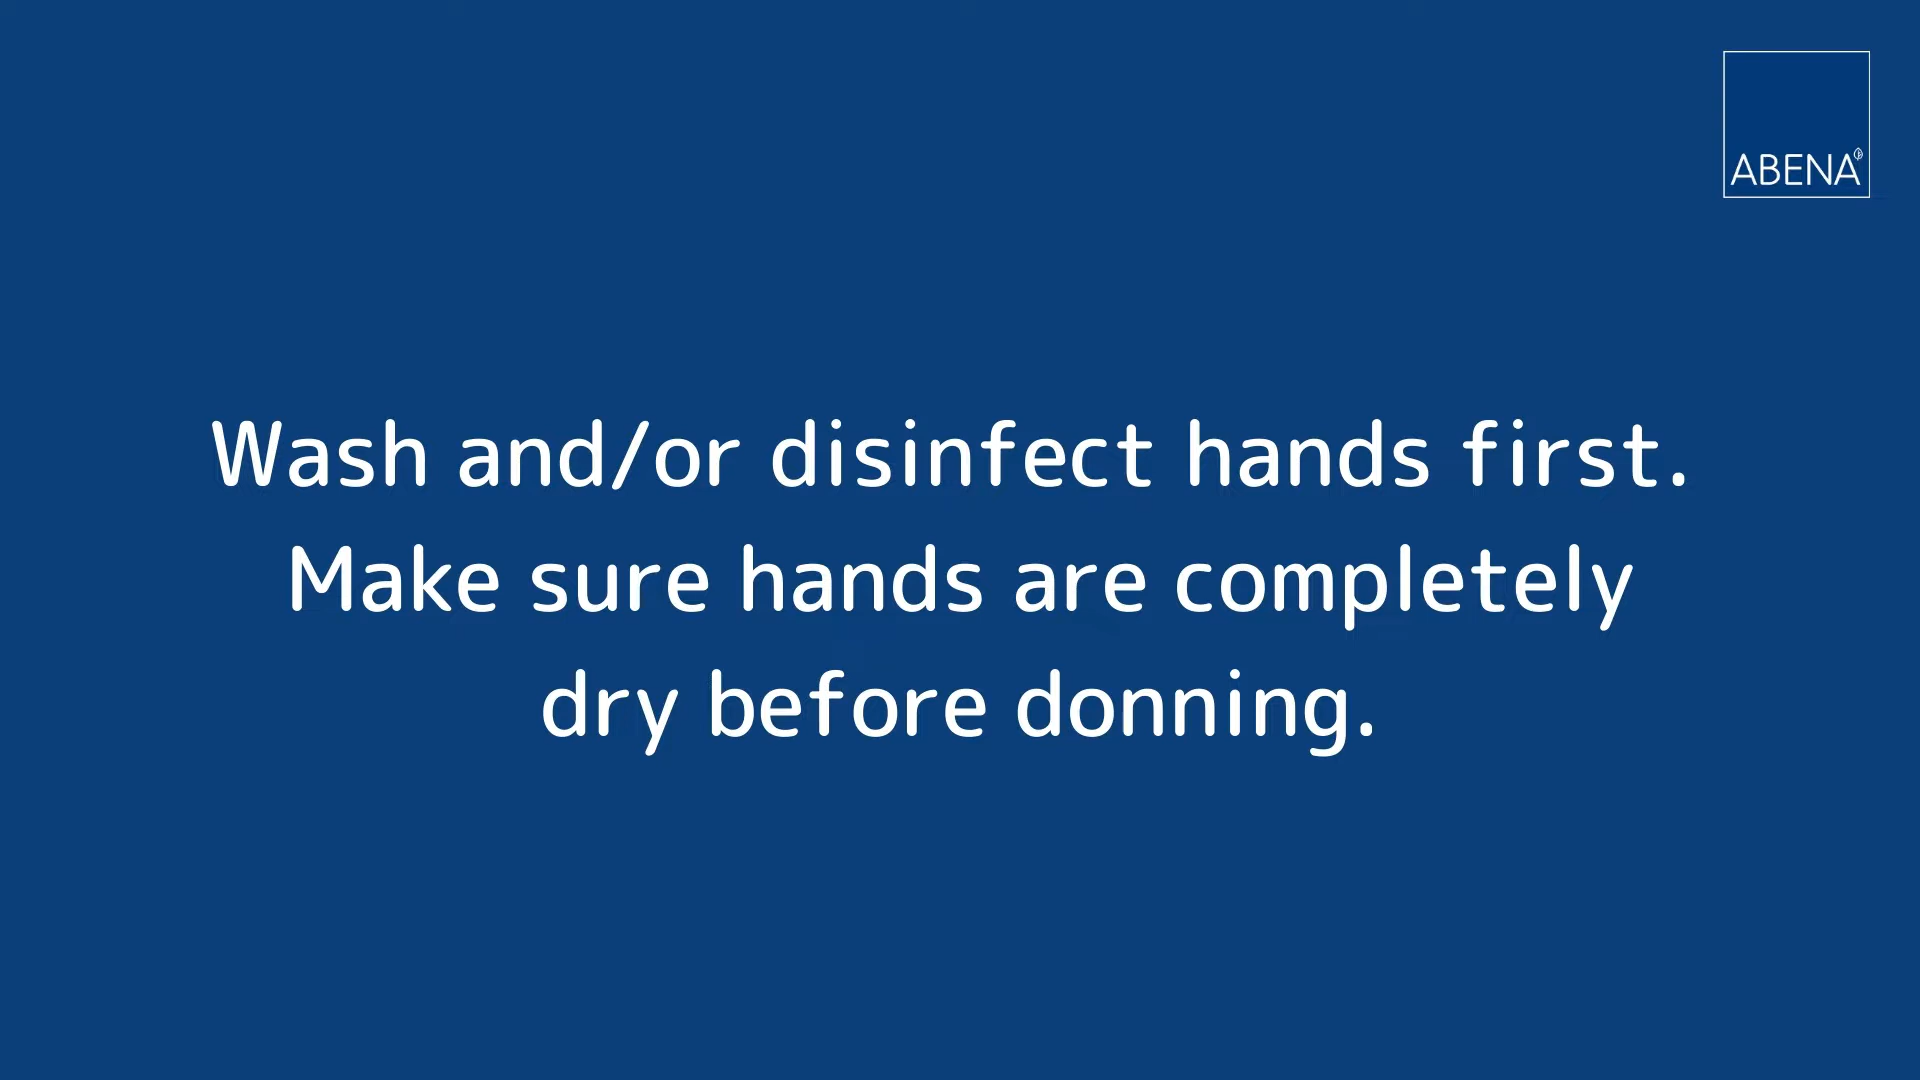 ABENA
Wash and/or disinfect hands first.
Make sure hands are completely
dry before donning.